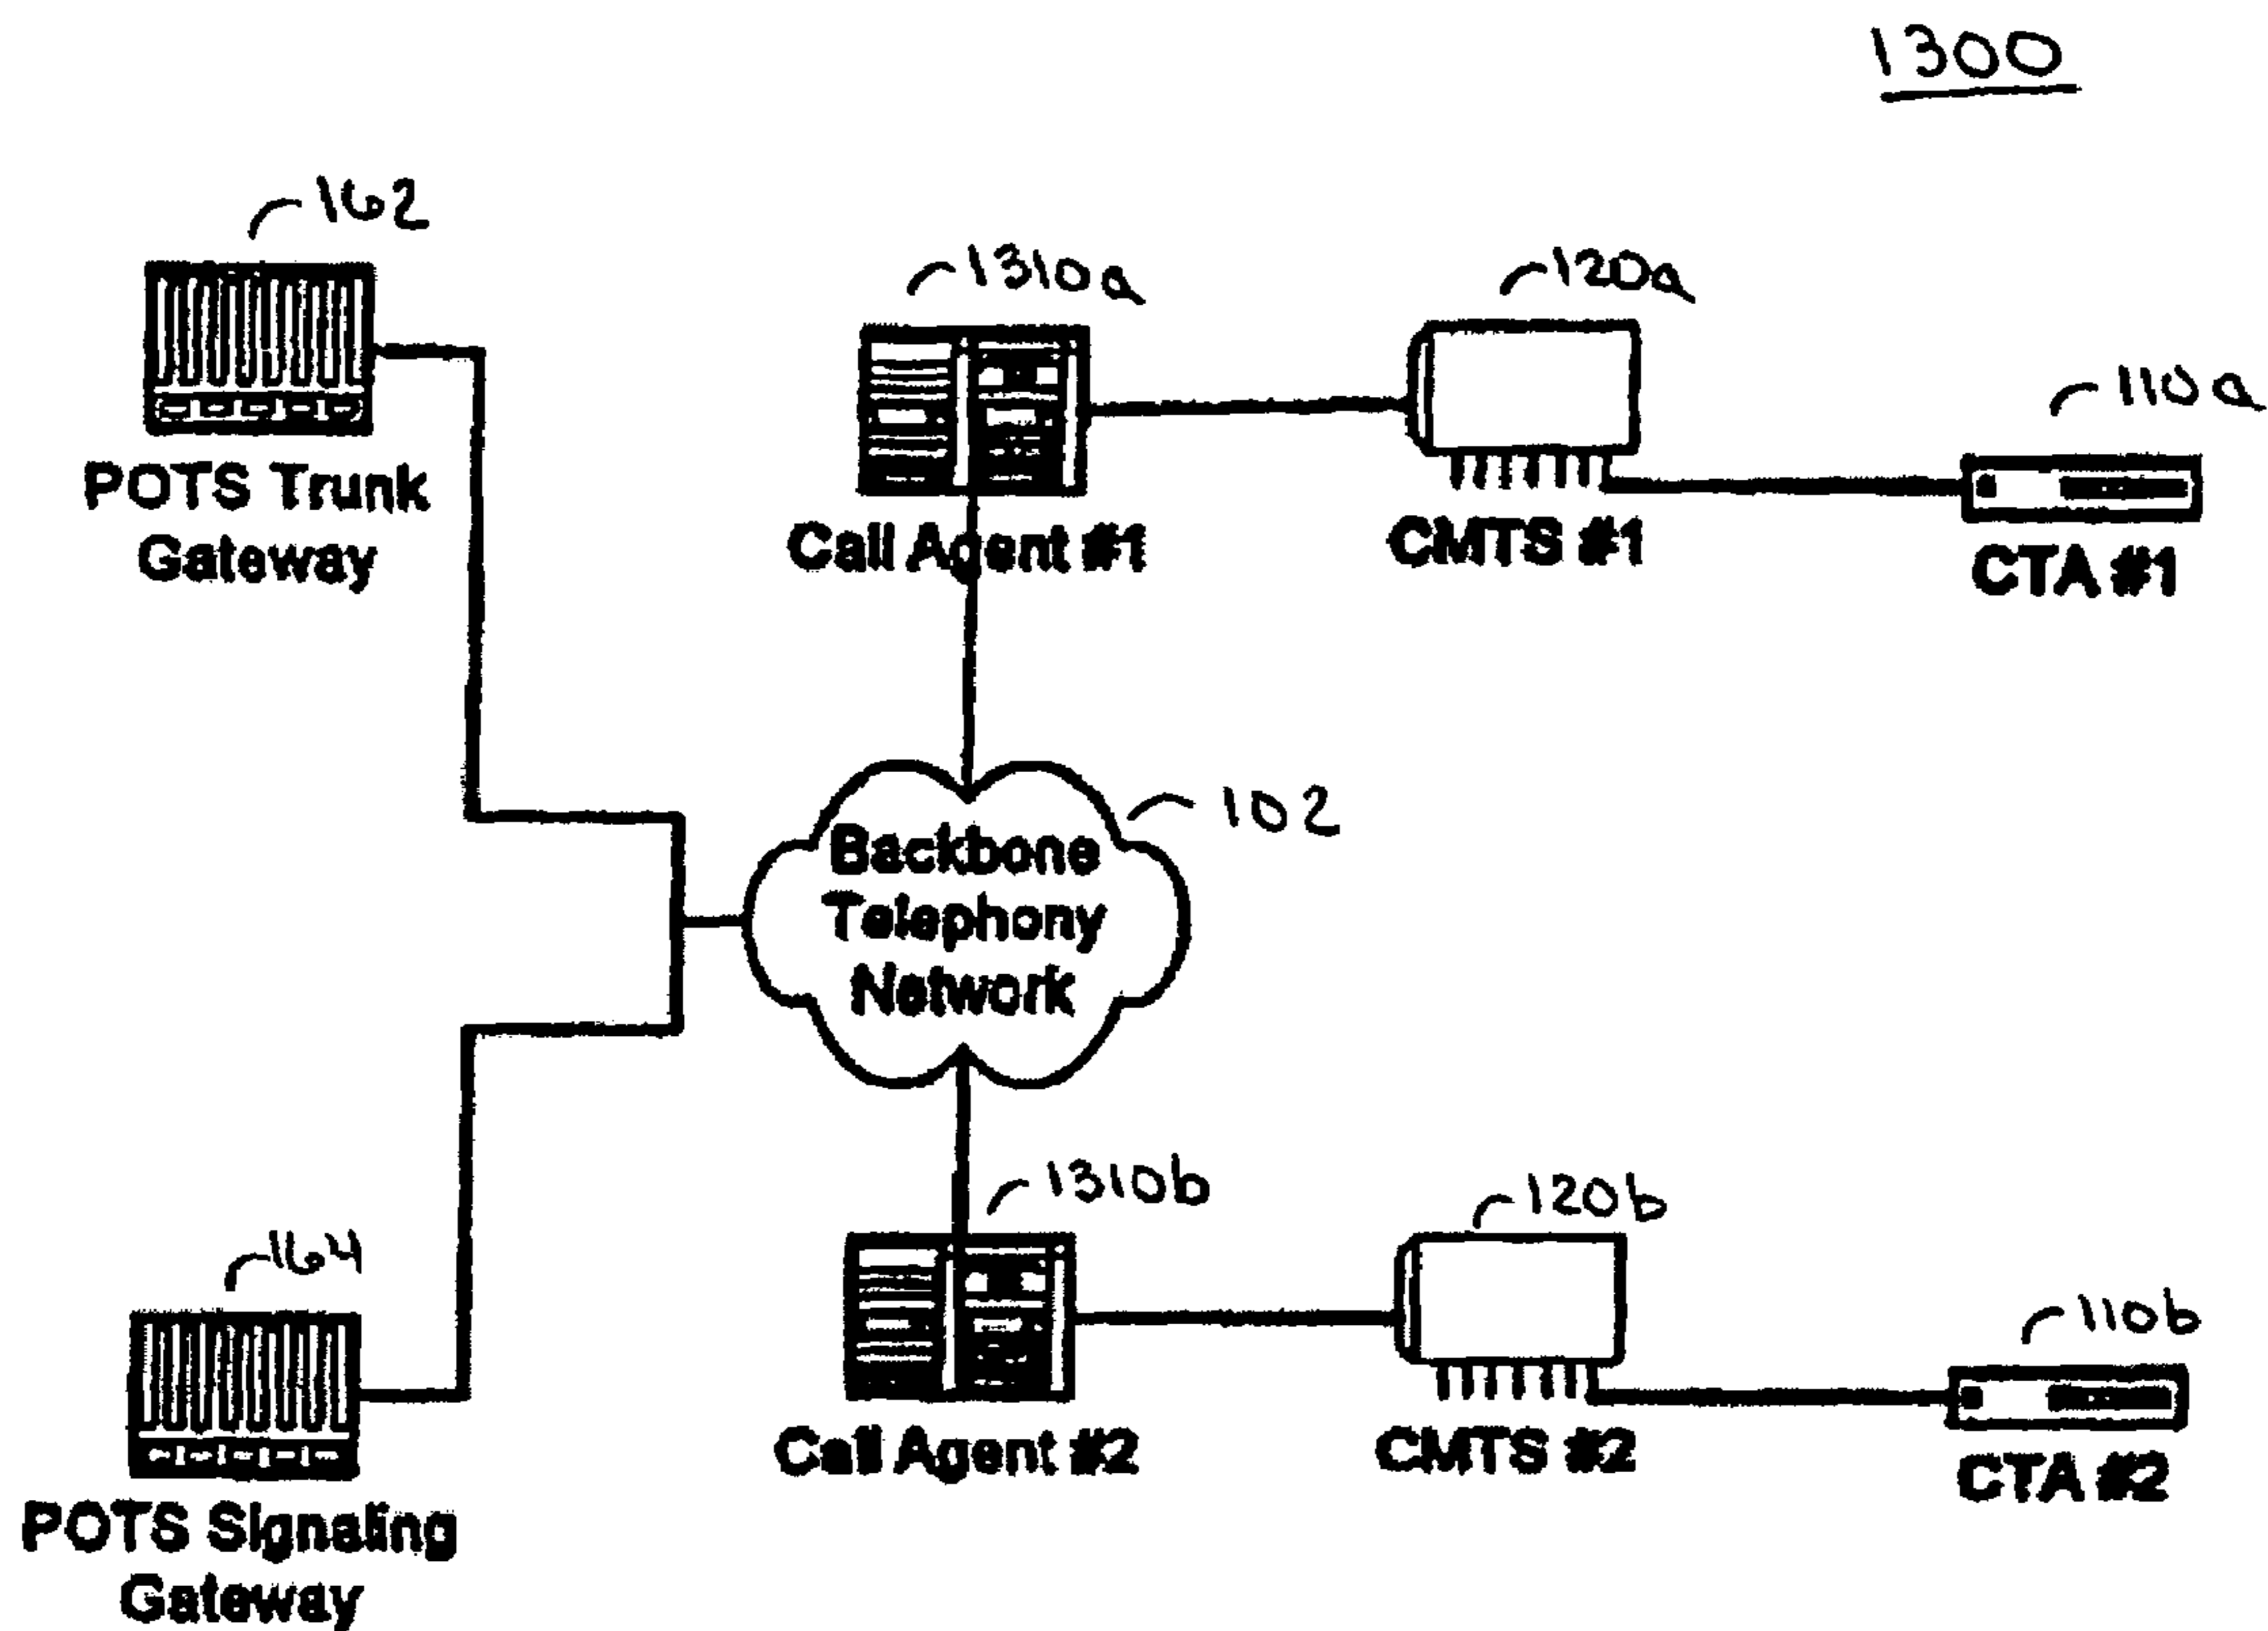 1300
162
POTS Trunk
Gateway
1310a
Call Agent #1
120a
CMTS #1
110a
CTA #1
102
Backbone
Telephony
Network
164
POTS Signaling
Gateway
1310b
Call Agent #2
120b
CMTS #2
110b
CTA #2